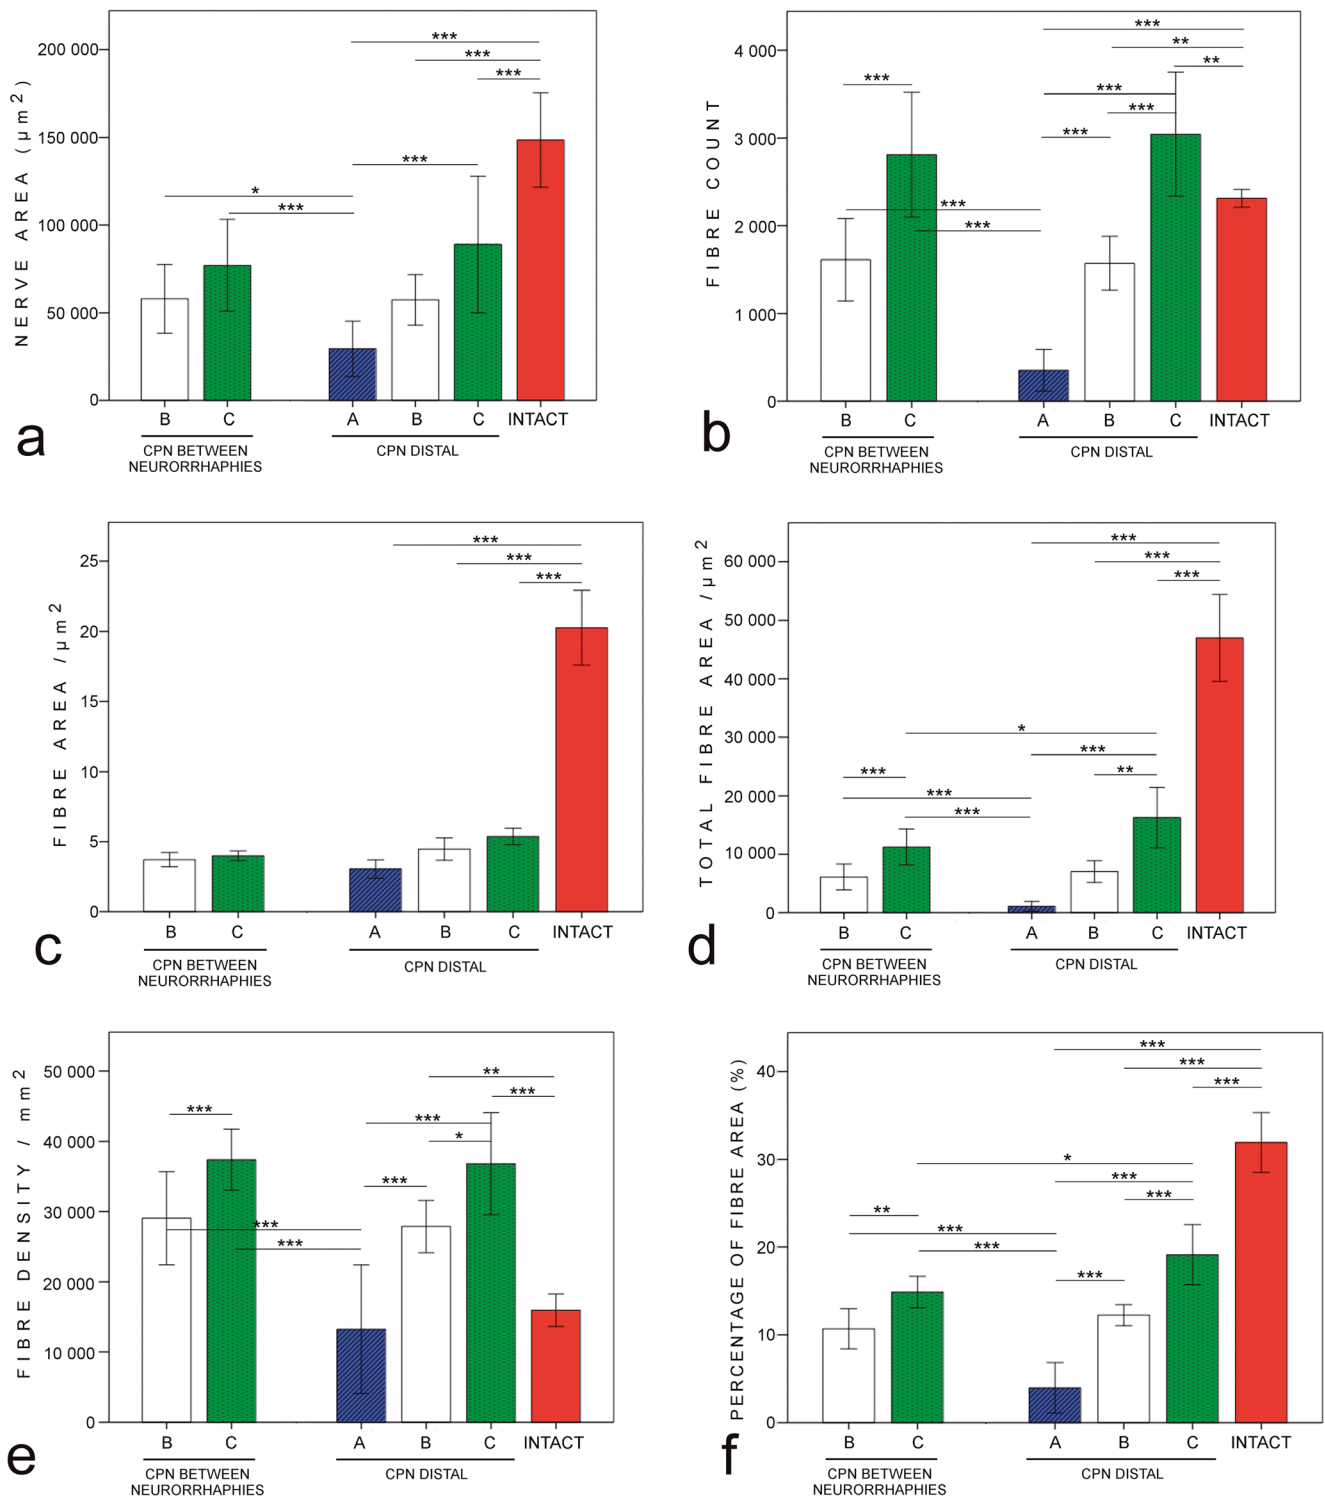 NERVE AREA (µm2)
200 000
150 000
100 000
50 000
0
***
***
***
***
*
***
B C A B C INTACT
CPN BETWEEN
NEURORRHAPHIES
CPN DISTAL
a
FIBRE COUNT
4 000
3 000
2 000
1 000
0
***
**
**
***
***
***
***
***
***
B C A B C INTACT
CPN BETWEEN
NEURORRHAPHIES
CPN DISTAL
b
FIBRE AREA /µm2
25
20
15
10
5
0
***
***
***
B C A B C INTACT
CPN BETWEEN
NEURORRHAPHIES
CPN DISTAL
c
TOTAL FIBRE AREA /µm2
60 000
50 000
40 000
30 000
20 000
10 000
0
***
***
***
*
***
**
***
***
***
B C A B C INTACT
CPN BETWEEN
NEURORRHAPHIES
CPN DISTAL
d
FIBRE DENSITY / mm2
50 000
40 000
30 000
20 000
10 000
0
**
***
***
***
*
***
***
***
B C A B C INTACT
CPN BETWEEN
NEURORRHAPHIES
CPN DISTAL
e
PERCENTAGE OF FIBRE AREA (%)
40
30
20
10
0
***
***
***
*
***
***
**
***
***
***
B C A B C INTACT
CPN BETWEEN
NEURORRHAPHIES
CPN DISTAL
f